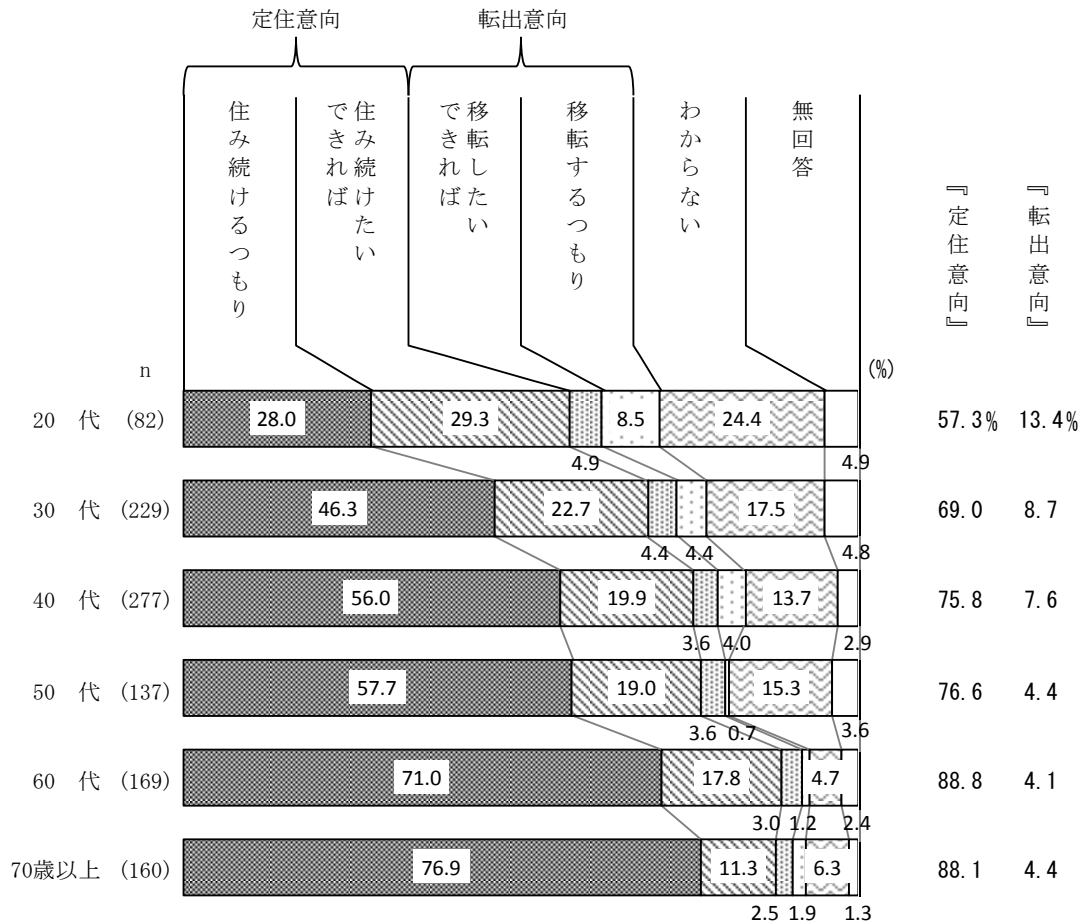 定住意向 転出意向
住み続けるつもり
できれば
住み続けたい
できれば
移転したい
移転するつもり
わからない
無回答
『定住意向』
『転出意向』
n (%)
20 代 (82) 28.0 29.3 8.5 24.4 57.3% 13.4%
4.9 4.9
30 代 (229) 46.3 22.7 17.5 69.0 8.7
4.4 4.4 4.8
40 代 (277) 56.0 19.9 13.7 75.8 7.6
3.6 4.0 2.9
50 代 (137) 57.7 19.0 15.3 76.6 4.4
3.6 0.7 3.6
60 代 (169) 71.0 17.8 4.7 88.8 4.1
3.0 1.2 2.4
70歳以上 (160) 76.9 11.3 6.3 88.1 4.4
2.5 1.9 1.3